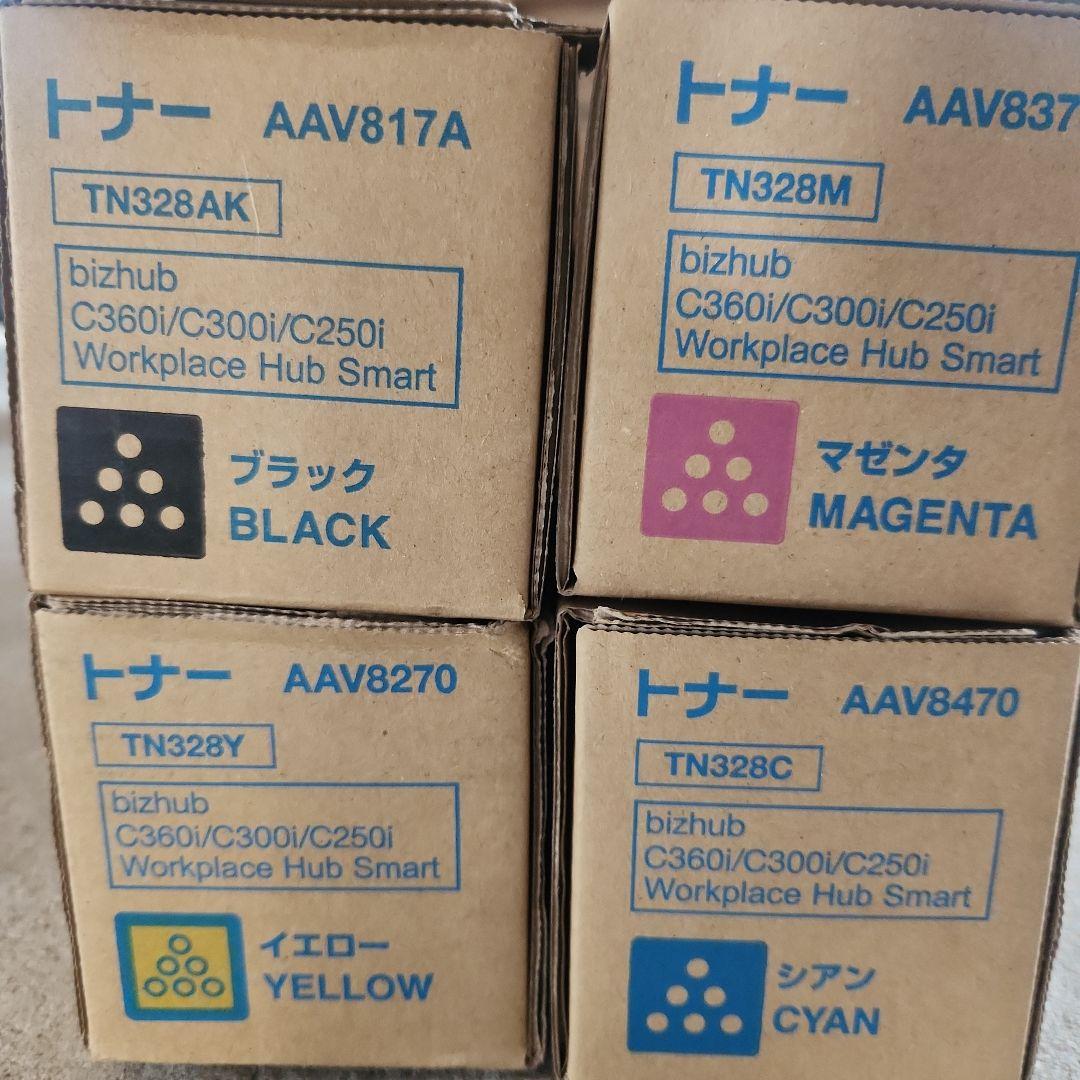 トナー AAV817A
TN328AK
bizhub
C360i/C300i/C250i
Workplace Hub Smart
ブラック
BLACK
トナー AAV837
TN328M
bizhub
C360i/C300i/C250i
Workplace Hub Smart
マゼンタ
MAGENTA
トナー AAV8270
TN328Y
bizhub
C360i/C300i/C250i
Workplace Hub Smart
イエロー
YELLOW
トナー AAV8470
TN328C
bizhub
C360i/C300i/C250i
Workplace Hub Smart
シアン
CYAN